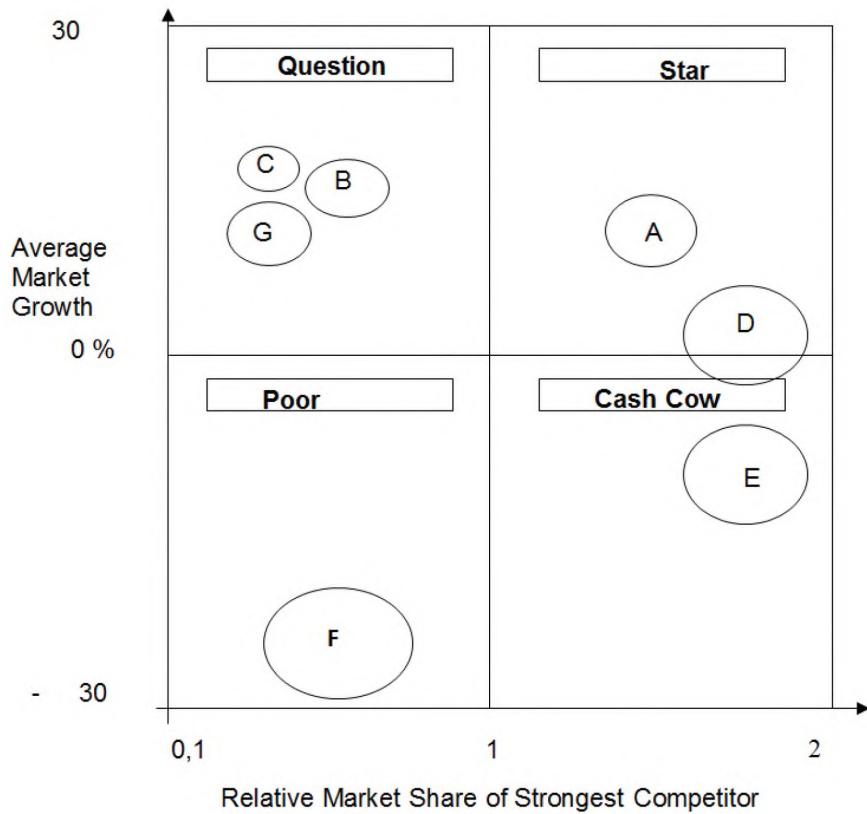 30
Question
Star
C
B
G
A
Average
Market
Growth
D
0 %
Poor
Cash Cow
E
F
- 30
0,1
1
2
Relative Market Share of Strongest Competitor